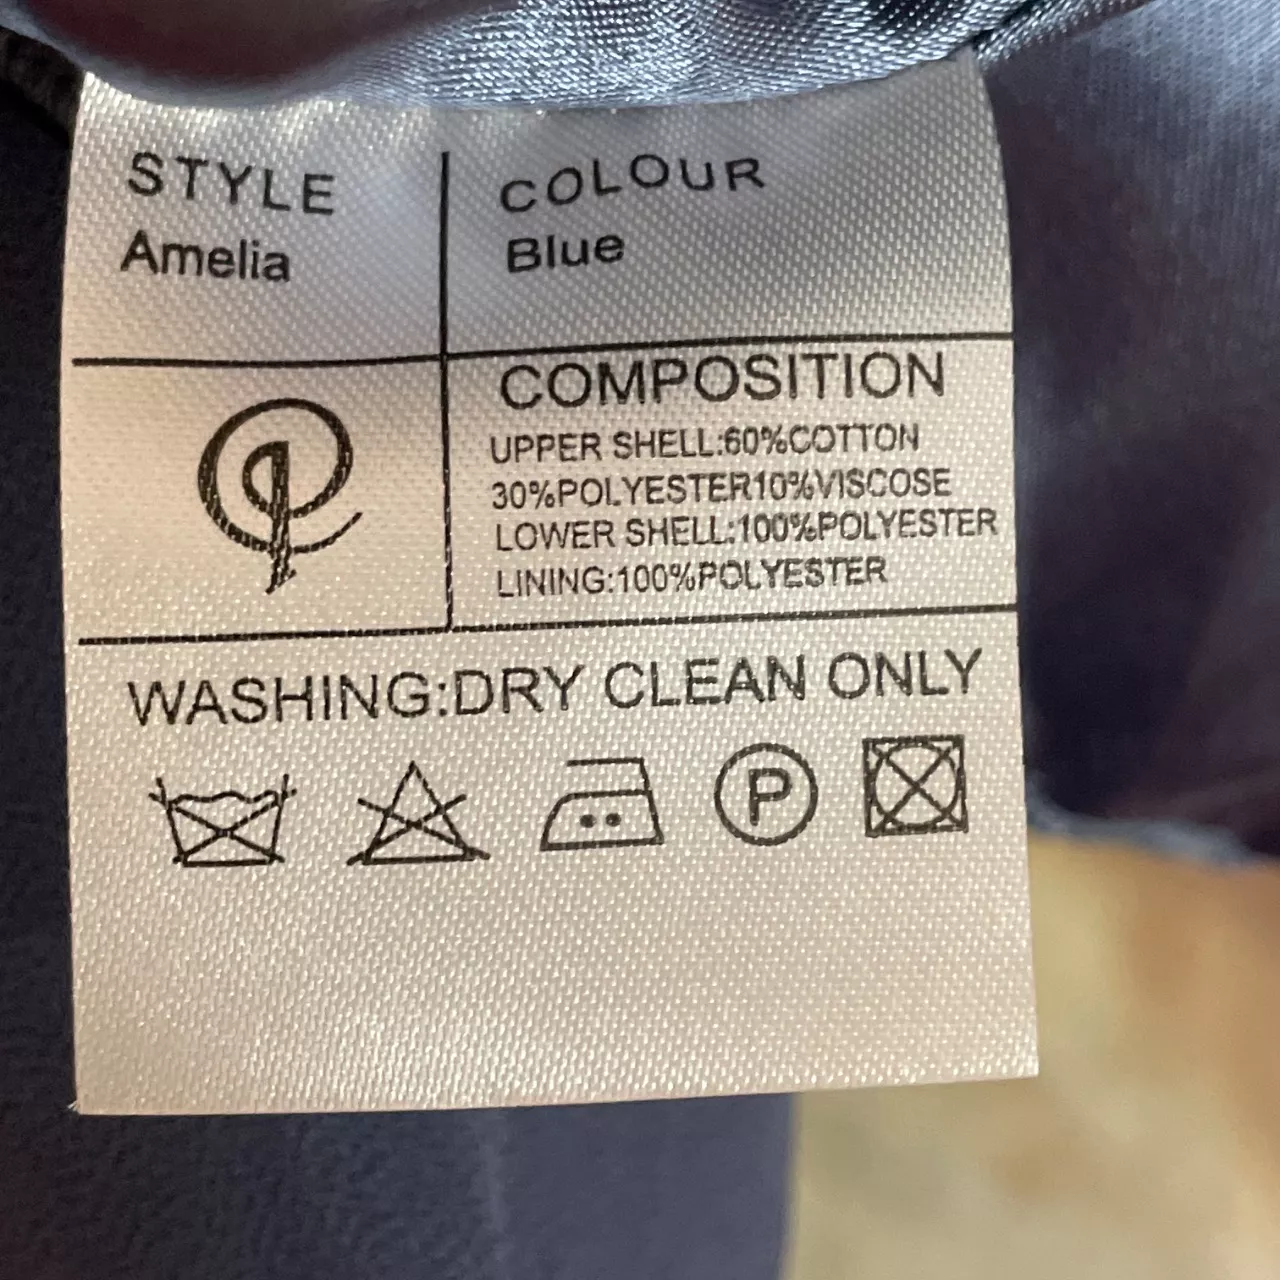 STYLE
Amelia
COLOUR
Blue
COMPOSITION
UPPER SHELL:60%COTTON
30%POLYESTER10%VISCOSE
LOWER SHELL:100%POLYESTER
LINING:100%POLYESTER
WASHING:DRY CLEAN ONLY
P